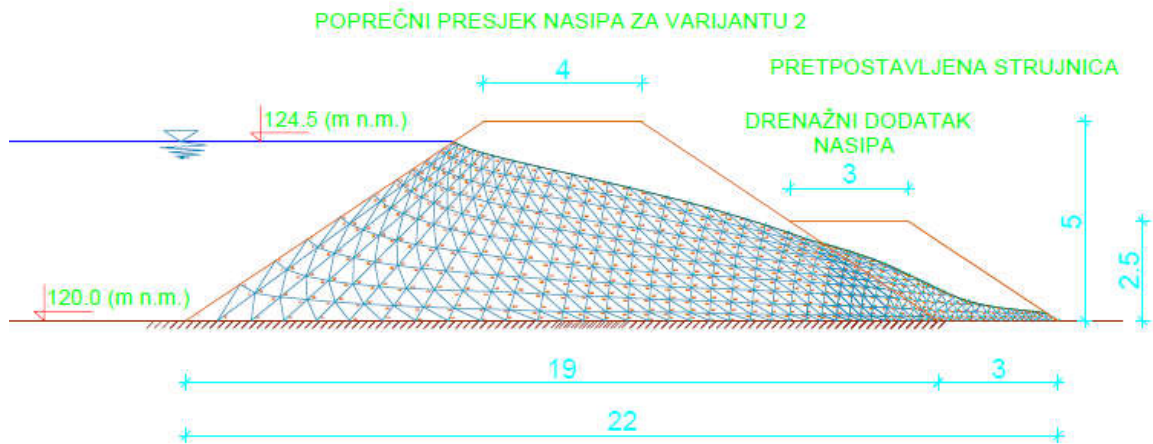 POPREČNI PRESJEK NASIPA ZA VARIJANTU 2
4
PRETPOSTAVLJENA STRUJNICA
124.5 (m n.m.)
DRENAŽNI DODATAK
NASIPA
3
5
2.5
120.0 (m n.m.)
19
3
22